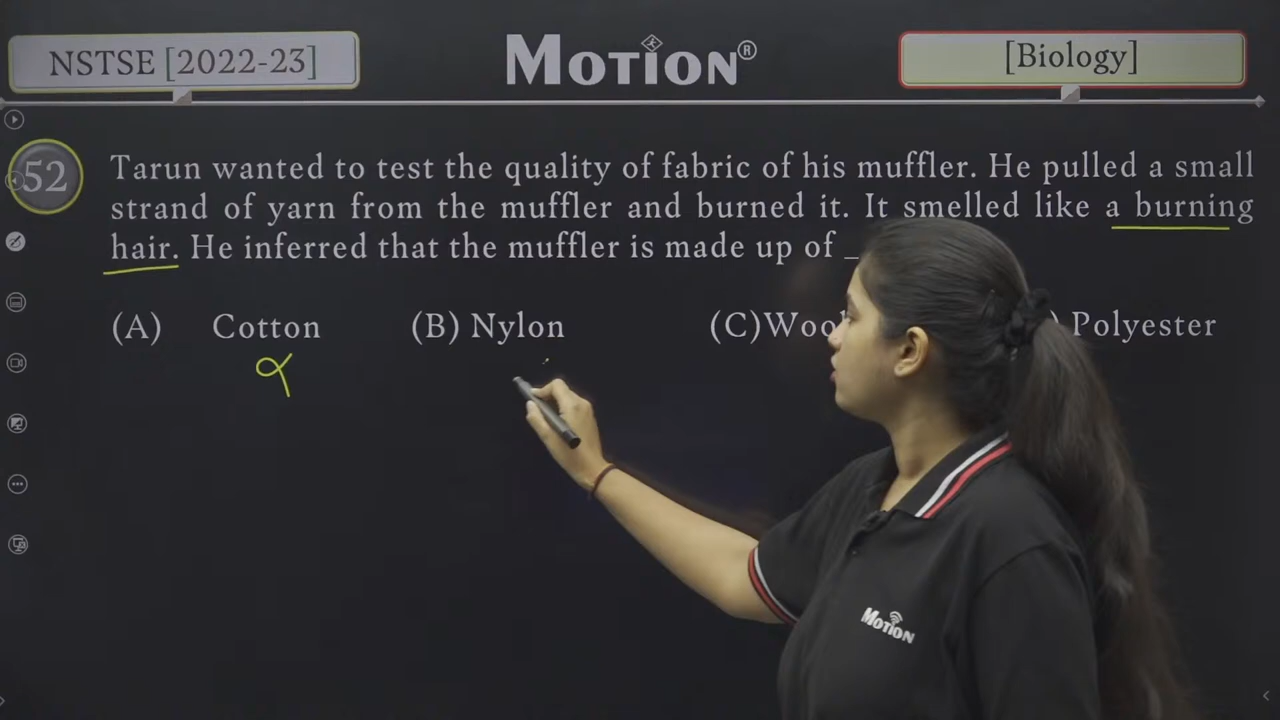 NSTSE [2022-23]
MOTION®
[Biology]
52
Tarun wanted to test the quality of fabric of his muffler. He pulled a small
strand of yarn from the muffler and burned it. It smelled like a burning
hair. He inferred that the muffler is made up of _
(A) Cotton (B) Nylon (C) Polyester
MOTION